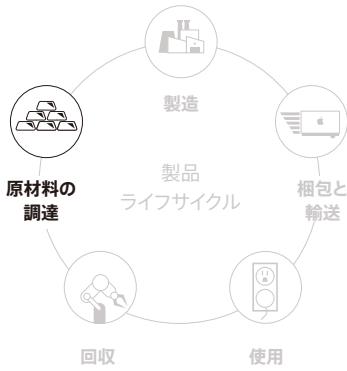 製造
原材料の
調達
製品
ライフサイクル
梱包と
輸送
回収
使用